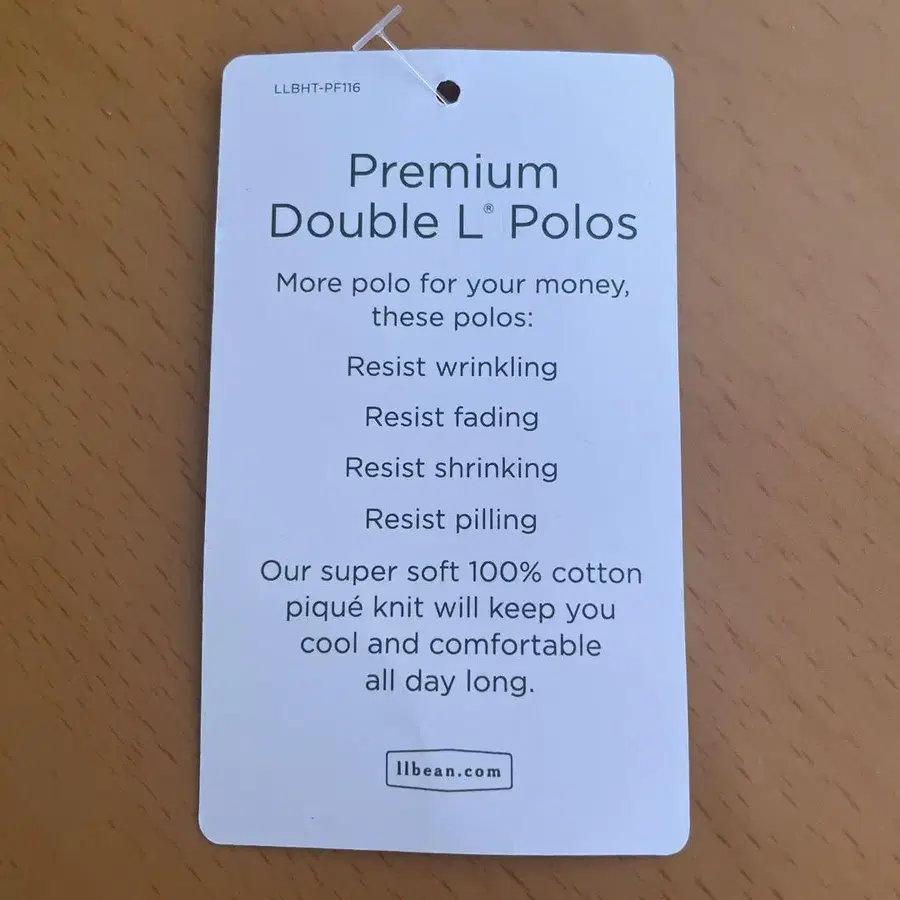 LLBHT-PF116
Premium
Double L® Polos
More polo for your money,
these polos:
Resist wrinkling
Resist fading
Resist shrinking
Resist pilling
Our super soft 100% cotton
piqué knit will keep you
cool and comfortable
all day long.
llbean.com